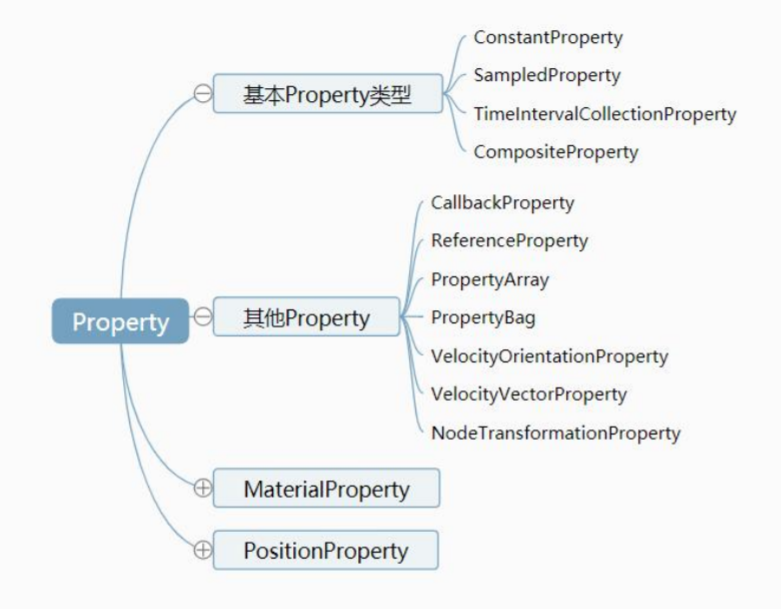 Property
基本Property类型
ConstantProperty
SampledProperty
TimeIntervalCollectionProperty
CompositeProperty
其他Property
CallbackProperty
ReferenceProperty
PropertyArray
PropertyBag
VelocityOrientationProperty
VelocityVectorProperty
NodeTransformationProperty
MaterialProperty
PositionProperty